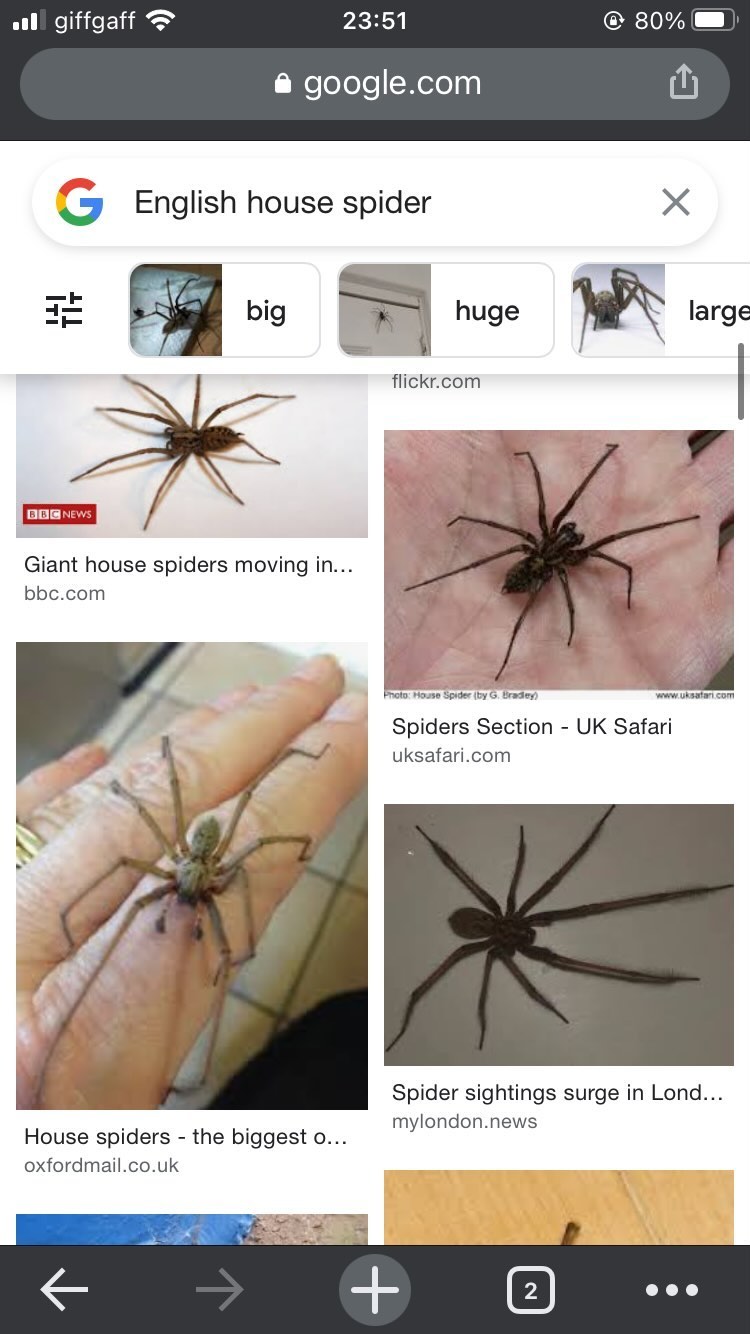 giffgaff 23:51 80%
google.com
English house spider
big huge large
flickr.com
BBC NEWS
Giant house spiders moving in...
bbc.com
Photo: House Spider (by G. Bradley) www.uksafari.com
Spiders Section - UK Safari
uksafari.com
Spider sightings surge in Lond...
mylondon.news
House spiders - the biggest o...
oxfordmail.co.uk
2